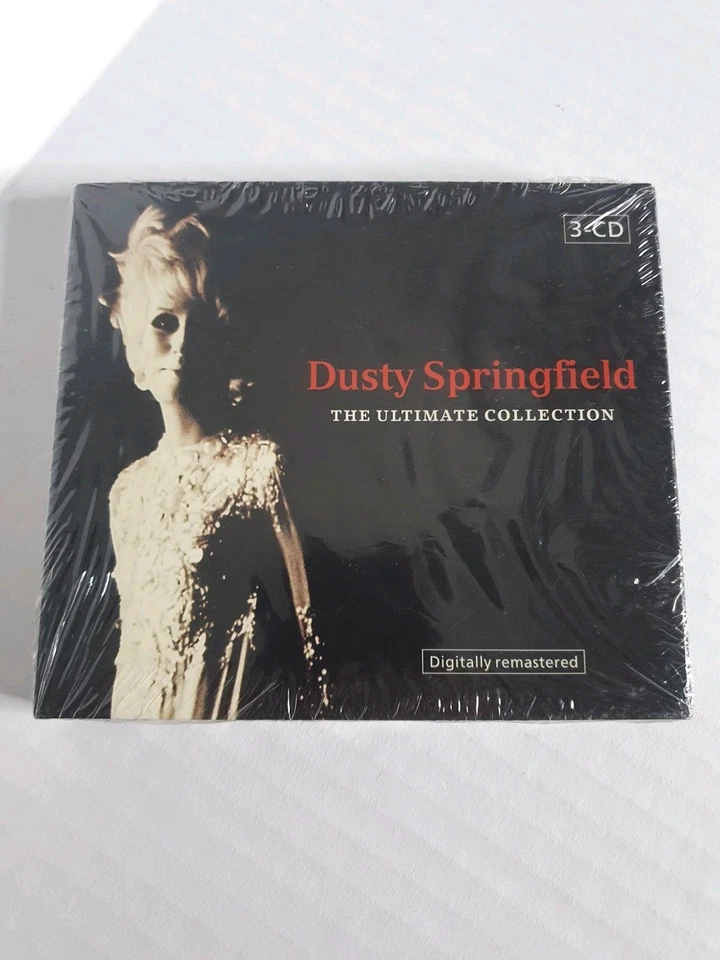 3-CD
Dusty Springfield
THE ULTIMATE COLLECTION
Digitally remastered